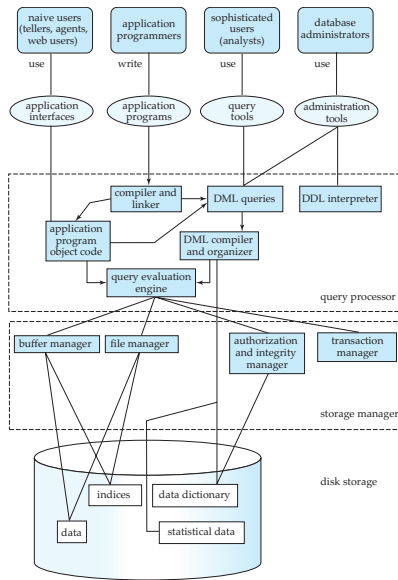 naive users
(tellers, agents,
web users)
application
programmers
sophisticated
users
(analysts)
database
administrators
use
write
use
use
application
interfaces
application
programs
query
tools
administration
tools
compiler and
linker
DML queries
DDL interpreter
application
program
object code
DML compiler
and organizer
query evaluation
engine
query processor
buffer manager
file manager
authorization
and integrity
manager
transaction
manager
storage manager
disk storage
indices
data dictionary
data
statistical data